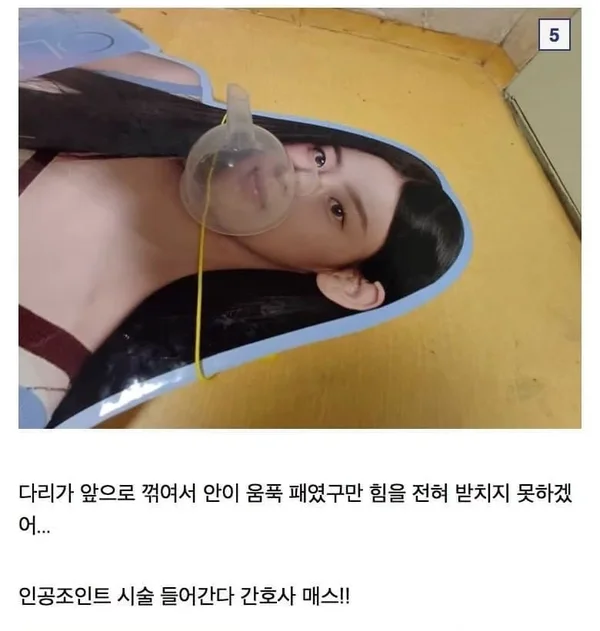 5
다리가 앞으로 꺾여서 안이 움푹 패였구만 힘을 전혀 받치지 못하겠
어...
인공조인트 시술 들어간다 간호사 매스!!